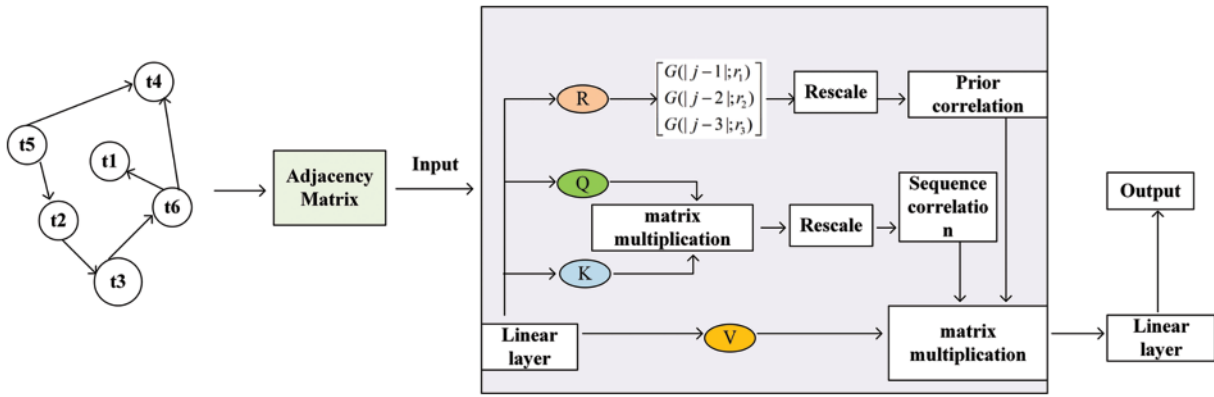 t4
t5
t1
t2
t6
t3
Adjacency
Matrix
Input
R
G(| j−1|;r₁)
G(| j−2|;r₂)
G(| j−3|;r₃)
Rescale
Prior
correlation
Q
K
matrix
multiplication
Rescale
Sequence
correlatio
n
Linear
layer
V
matrix
multiplication
Linear
layer
Output